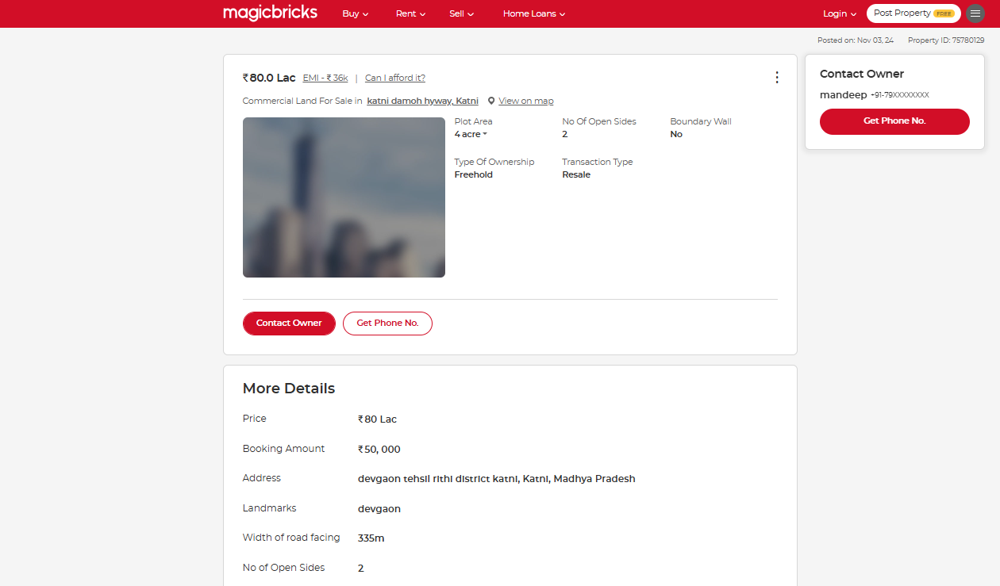 magicbricks Buy Rent Sell Home Loans Login Post Property FREE
Posted on: Nov 03, 24 Property ID: 75780129
₹80.0 Lac EMI - ₹ 36k | Can I afford it?
Commercial Land For Sale in katni damoh hyway, Katni View on map
Plot Area No Of Open Sides Boundary Wall
4 acre 2 No
Type Of Ownership Transaction Type
Freehold Resale
Contact Owner Get Phone No.
Contact Owner
mandeep +91-79XXXXXXXX
Get Phone No.
More Details
Price ₹80 Lac
Booking Amount ₹50, 000
Address devgaon tehsil rithi district katni, Katni, Madhya Pradesh
Landmarks devgaon
Width of road facing 335m
No of Open Sides 2